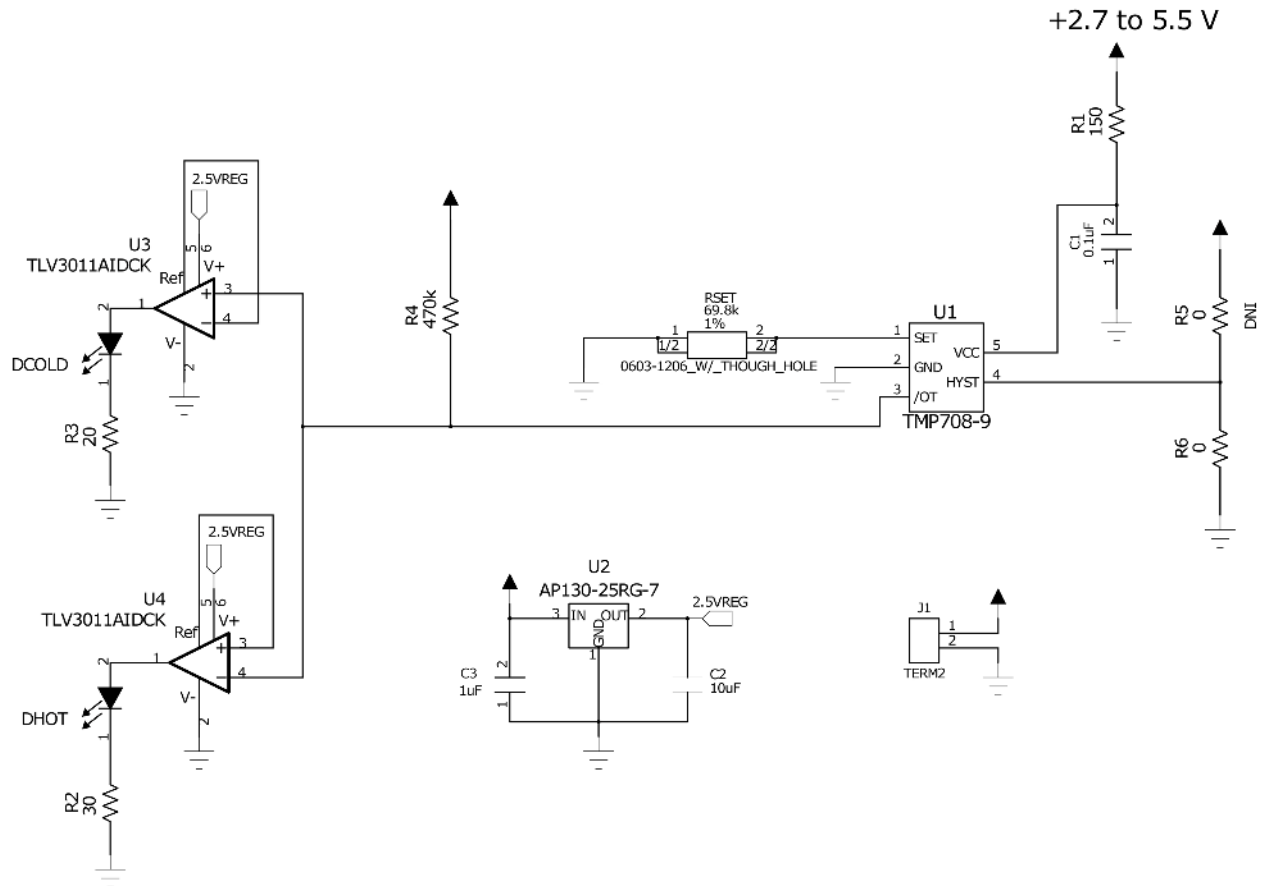 +2.7 to 5.5 V
R1
150
2
C1
0.1uF
1
2.5VREG
U3
TLV3011AIDCK
5
6
V+
Ref
3
+
1
4
V-
2
2
DCOLD
1
R3
20
R4
470k
RSET
69.8k
1%
1
2
1/2
2/2
0603-1206_W/_THOUGH_HOLE
U1
1
SET
VCC
5
2
GND
HYST
4
3
/OT
TMP708-9
R5
0
DNI
R6
0
2.5VREG
U4
TLV3011AIDCK
5
6
V+
Ref
3
+
1
4
V-
2
2
DHOT
1
R2
30
U2
AP130-25RG-7
3
IN
OUT
2
GND
1
2.5VREG
C3
1uF
2
1
C2
10uF
J1
1
2
TERM2